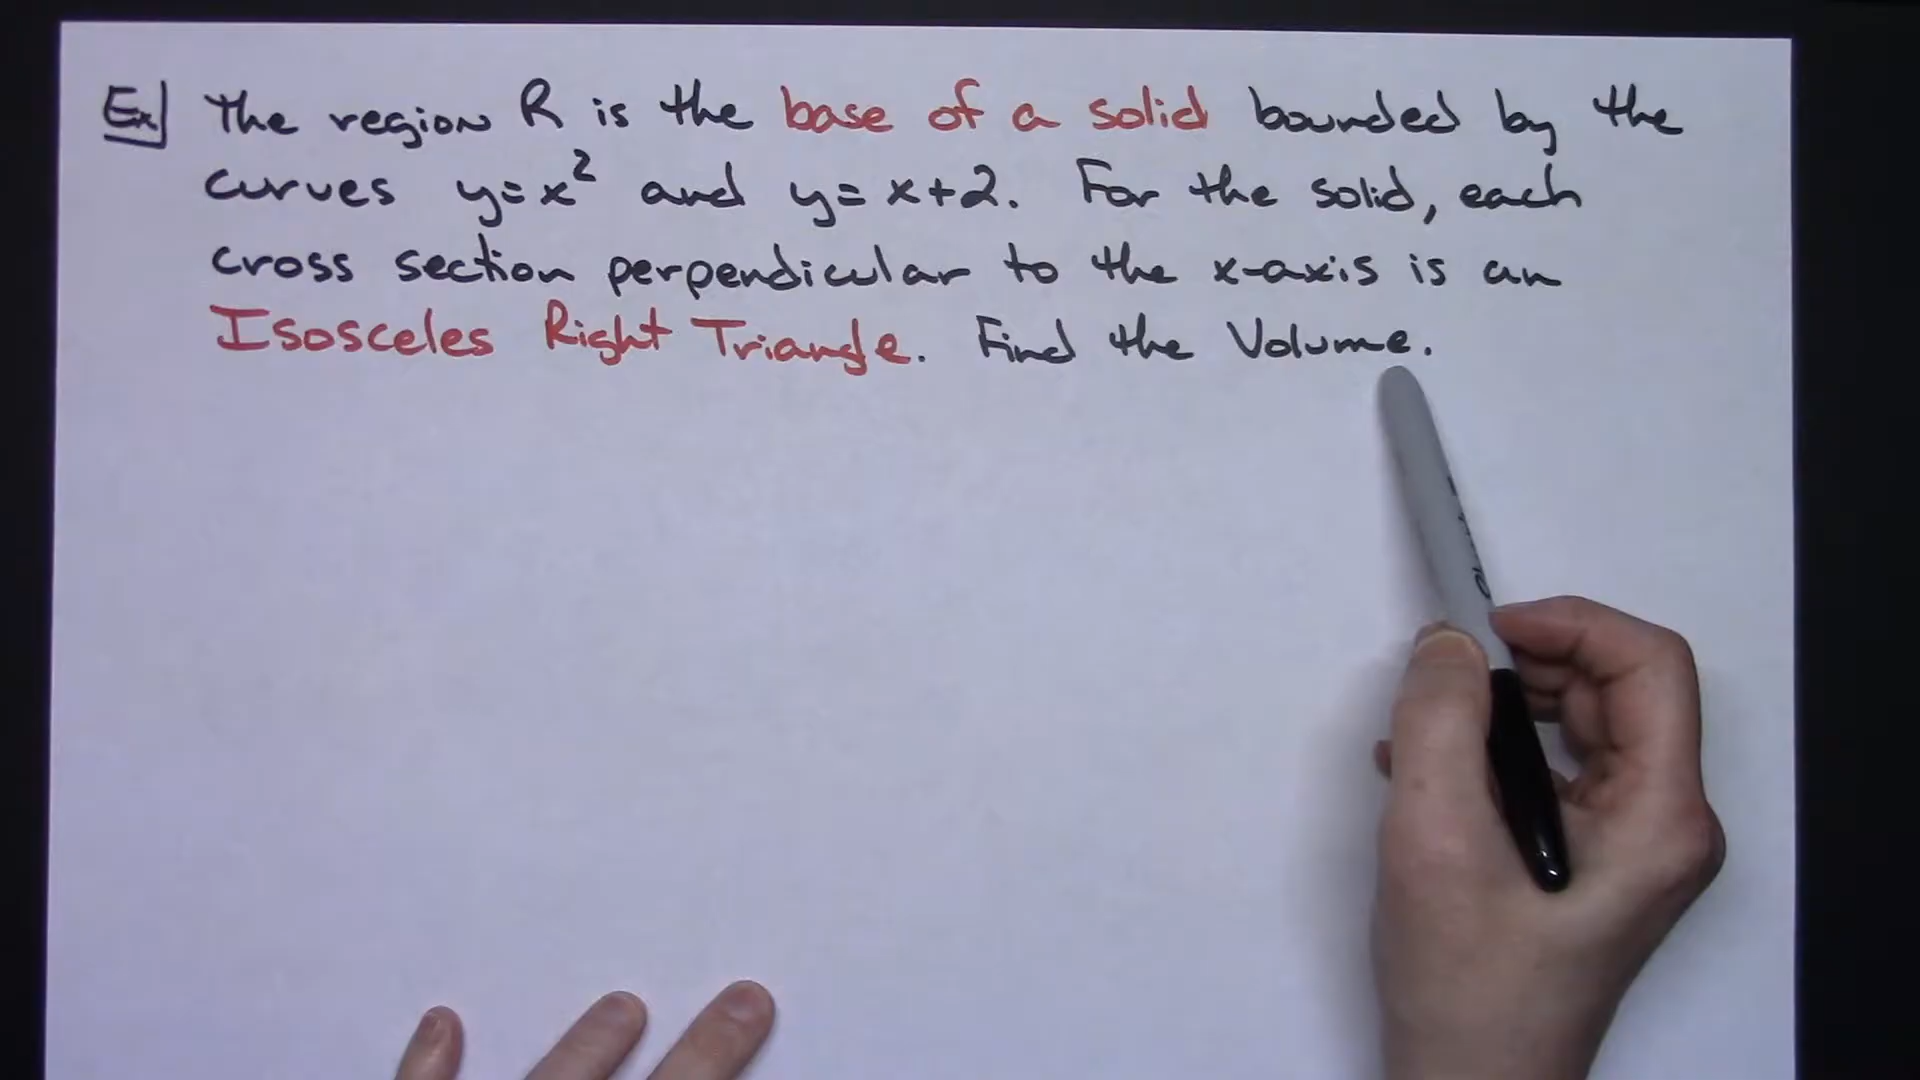 Ex The region R is the base of a solid bounded by the
curves y=x² and y=x+2. For the solid, each
cross section perpendicular to the x-axis is an
Isosceles Right Triangle. Find the Volume.